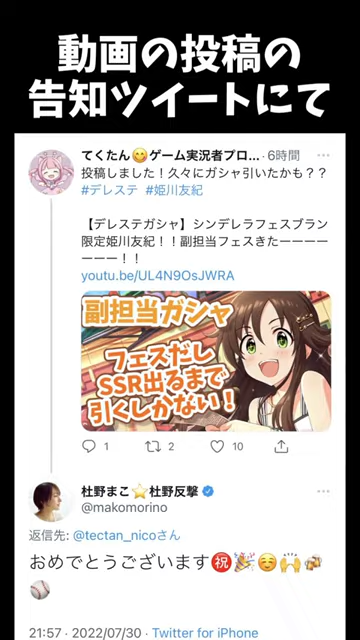 動画の投稿の
告知ツイートにて
てくたん😋ゲーム実況者プロ...・6時間
投稿しました！久々にガシャ引いたかも？？
#デレステ #姫川友紀
【デレステガシャ】シンデレラフェスブラン
限定姫川友紀！！副担当フェスきたーーーー
ーーー！！
youtu.be/UL4N9OsJWRA
副担当ガシャ
フェスだし
SSR出るまで
引くしかない！
1 2 10
杜野まこ⭐杜野反撃
@makomorino
返信先: @tectan_nicoさん
おめでとうございます㊗️🎉☺️🙌🍻
⚾
21:57・2022/07/30・Twitter for iPhone